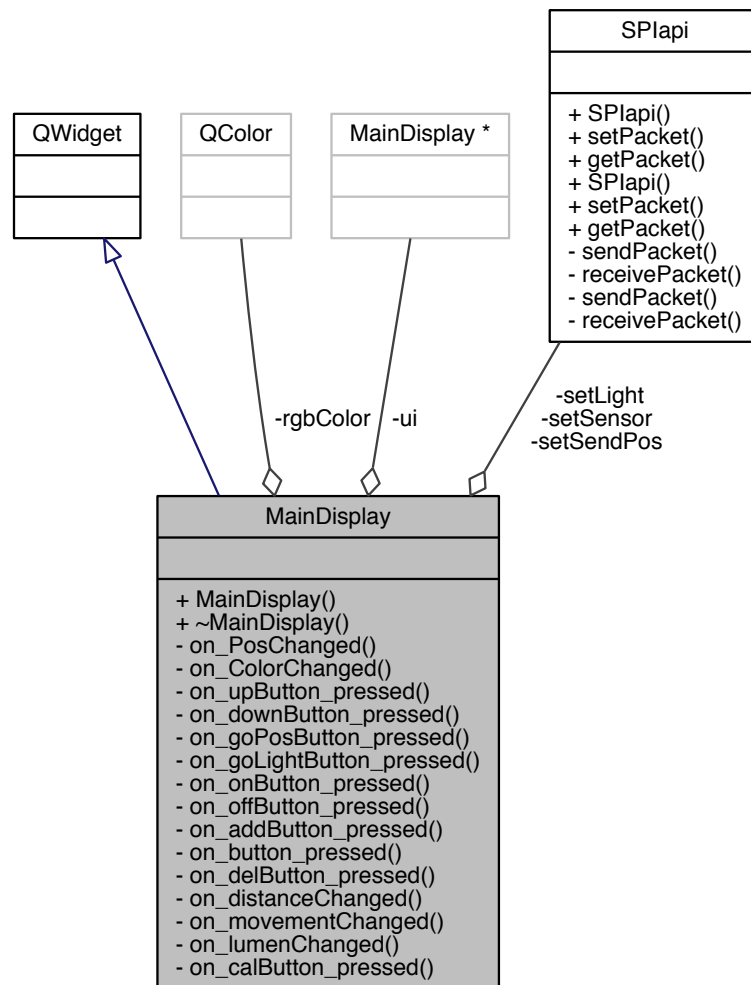 SPIapi
+ SPIapi()
+ setPacket()
+ getPacket()
+ SPIapi()
+ setPacket()
+ getPacket()
- sendPacket()
- receivePacket()
- sendPacket()
- receivePacket()
QWidget
QColor
MainDisplay *
-rgbColor
-ui
-setLight
-setSensor
-setSendPos
MainDisplay
+ MainDisplay()
+ ~MainDisplay()
- on_PosChanged()
- on_ColorChanged()
- on_upButton_pressed()
- on_downButton_pressed()
- on_goPosButton_pressed()
- on_goLightButton_pressed()
- on_onButton_pressed()
- on_offButton_pressed()
- on_addButton_pressed()
- on_button_pressed()
- on_delButton_pressed()
- on_distanceChanged()
- on_movementChanged()
- on_lumenChanged()
- on_calButton_pressed()